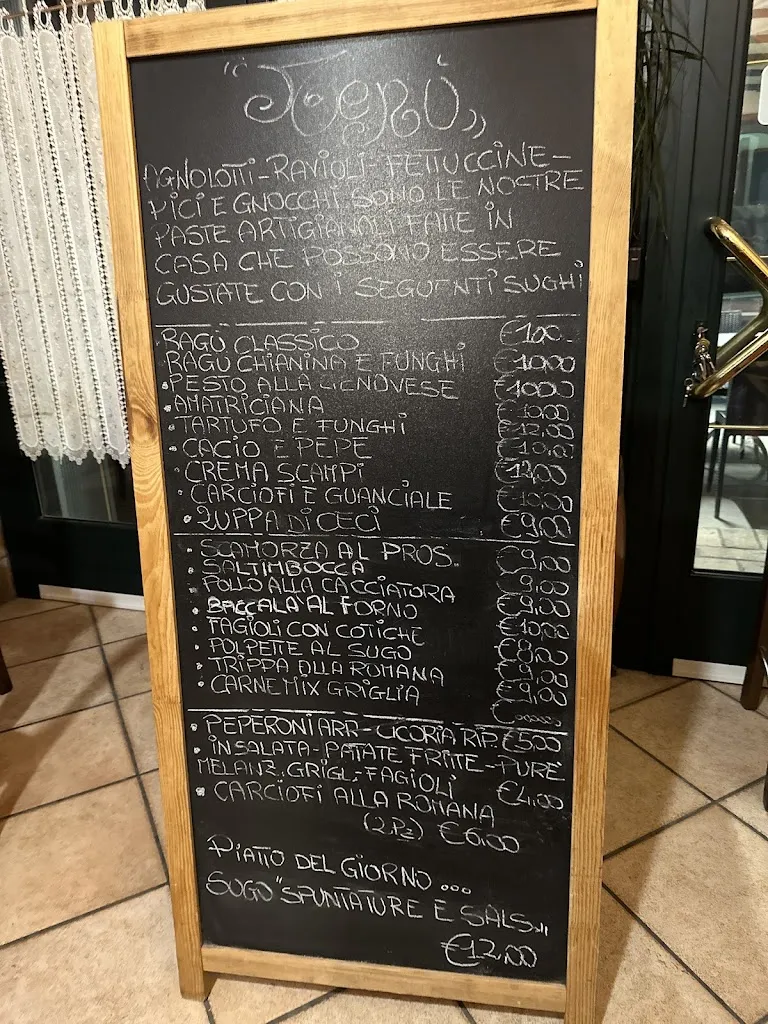 AGNOLOTTI-RAVIOLI-FETTUCCINE-
PICI E GNOCCHI SONO LE NOSTRE
PASTE ARTIGIANALI FATTE IN
CASA CHE POSSONO ESSERE
GUSTATE CON I SEGUENTI SUGHI
RAGÙ CLASSICO
RAGÙ CHIANINA E FUNGHI €10,00
PESTO ALLA GENOVESE €10,00
AMATRICIANA €10,00
TARTUFO E FUNGHI €12,00
CACIO E PEPE €10,00
CREMA SCAMPI €12,00
CARCIOFI E GUANCIALE €10,00
ZUPPA DI CECI €9,00
SCAMORZA AL PROS. €9,00
SALTIMBOCCA €9,00
POLLO ALLA CACCIATORA €9,00
BACCALÀ AL FORNO €10,00
FAGIOLI CON COTICHE
POLPETTE AL SUGO €9,00
TRIPPA ALLA ROMANA €9,00
CARNE MIX GRIGLIA
PEPERONI ARR-CICORIA RIP. €5,00
INSALATA-PATATE FRITTE-PURÈ
MELANZ. GRIGL-FAGIOLI €4,00
CARCIOFI ALLA ROMANA
(2.Pz) €6,00
PIATTO DEL GIORNO...
SUGO "SPUNTATURE E SALS.."
€12,00